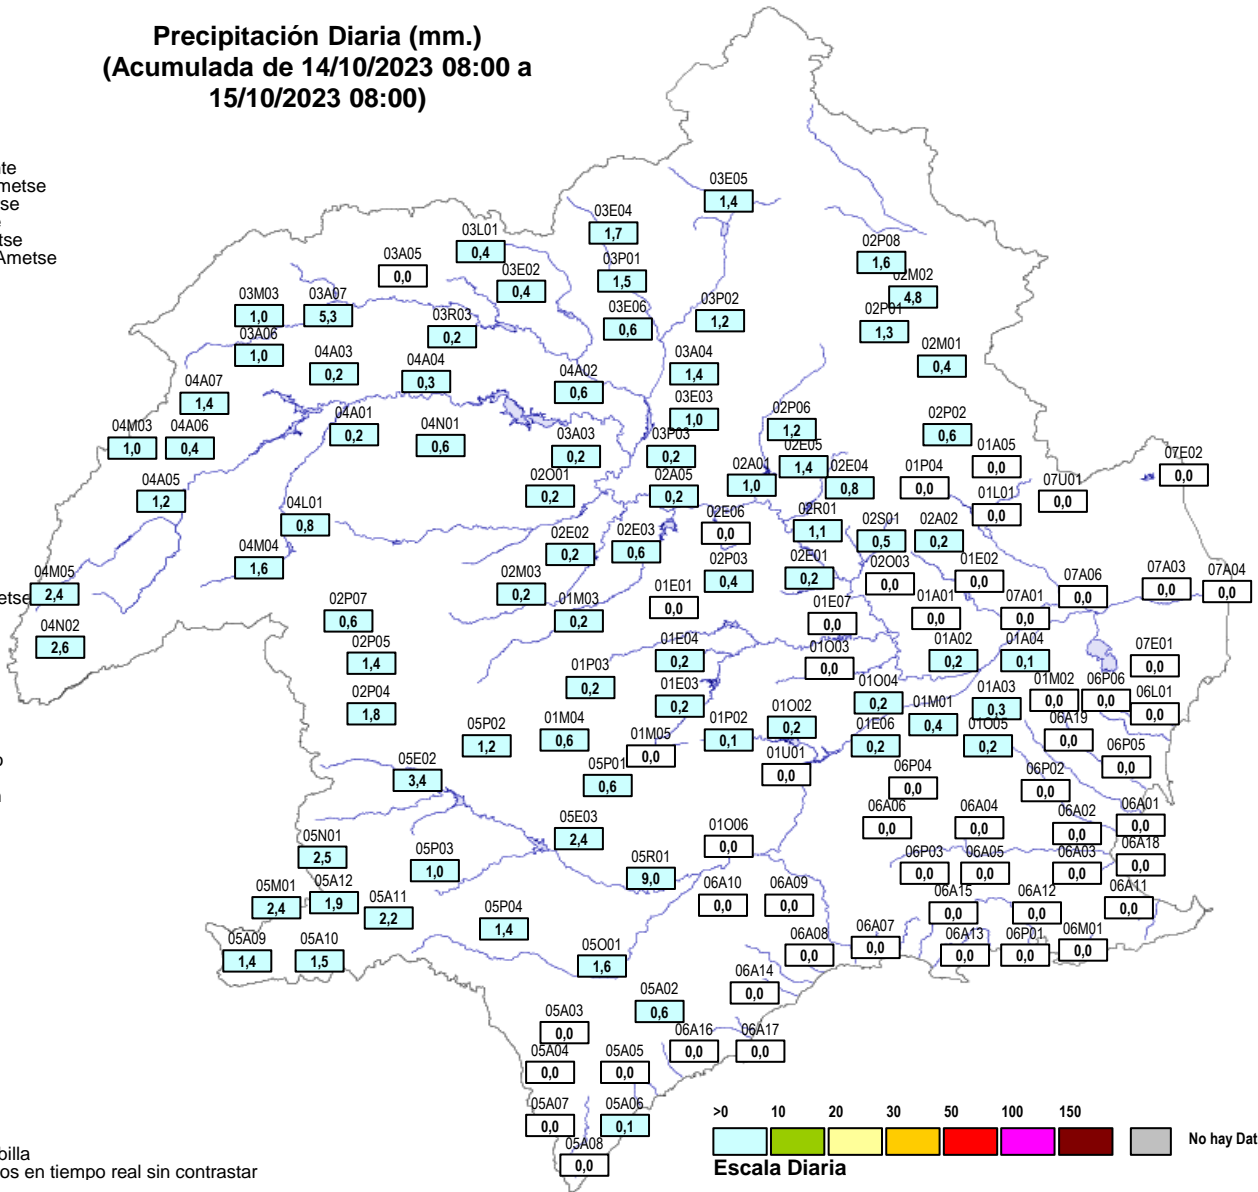 Precipitación Diaria (mm.)
(Acumulada de 14/10/2023 08:00 a
15/10/2023 08:00)
03E05
1,4
03E04
1,7
03L01
0,4
03A05
0,0
03P01
1,5
03E02
0,4
02P08
1,6
02M02
4,8
03M03
1,0
03A07
5,3
03R03
0,2
03E06
0,6
03P02
1,2
02P01
1,3
03A06
1,0
04A03
0,2
04A04
0,3
04A02
0,6
03A04
1,4
02M01
0,4
04A07
1,4
03E03
1,0
04M03
1,0
04A06
0,4
04A01
0,2
04N01
0,6
03A03
0,2
03P03
0,2
02P06
1,2
02P02
0,6
02E05
1,4
01A05
0,0
07E02
0,0
04A05
1,2
02O01
0,2
02A05
0,2
02A01
1,0
02E04
0,8
01P04
0,0
01L01
0,0
07U01
0,0
04L01
0,8
02E06
0,0
02R01
1,1
02S01
0,5
02A02
0,2
04M04
1,6
02E02
0,2
02E03
0,6
02P03
0,4
02E01
0,2
02O03
0,0
01E02
0,0
04M05
2,4
02M03
0,2
01M03
0,2
01E01
0,0
01E07
0,0
01A01
0,0
07A01
0,0
07A06
0,0
07A03
0,0
07A04
0,0
04N02
2,6
02P07
0,6
02P05
1,4
02P04
1,8
01P03
0,2
01E04
0,2
01E03
0,2
01O03
0,0
01A02
0,2
01A04
0,1
07E01
0,0
01O04
0,2
01M01
0,4
01A03
0,3
01M02
0,0
06P06
0,0
06L01
0,0
05P02
1,2
01M04
0,6
01M05
0,0
01P02
0,1
01O02
0,2
01E06
0,2
01O05
0,2
06A19
0,0
06P05
0,0
05E02
3,4
05P01
0,6
01U01
0,0
06P04
0,0
06P02
0,0
05E03
2,4
01O06
0,0
06A06
0,0
06A04
0,0
06A02
0,0
06A01
0,0
05N01
2,5
05P03
1,0
05R01
9,0
06P03
0,0
06A05
0,0
06A03
0,0
06A18
0,0
05M01
2,4
05A12
1,9
05A11
2,2
06A10
0,0
06A09
0,0
06A15
0,0
06A12
0,0
06A11
0,0
05A09
1,4
05A10
1,5
05P04
1,4
05O01
1,6
06A08
0,0
06A07
0,0
06A13
0,0
06P01
0,0
06M01
0,0
05A02
0,6
06A14
0,0
05A03
0,0
06A16
0,0
06A17
0,0
05A04
0,0
05A05
0,0
05A07
0,0
05A06
0,1
05A08
0,0
>0 10 20 30 50 100 150
No hay Dat
Escala Diaria
os en tiempo real sin contrastar